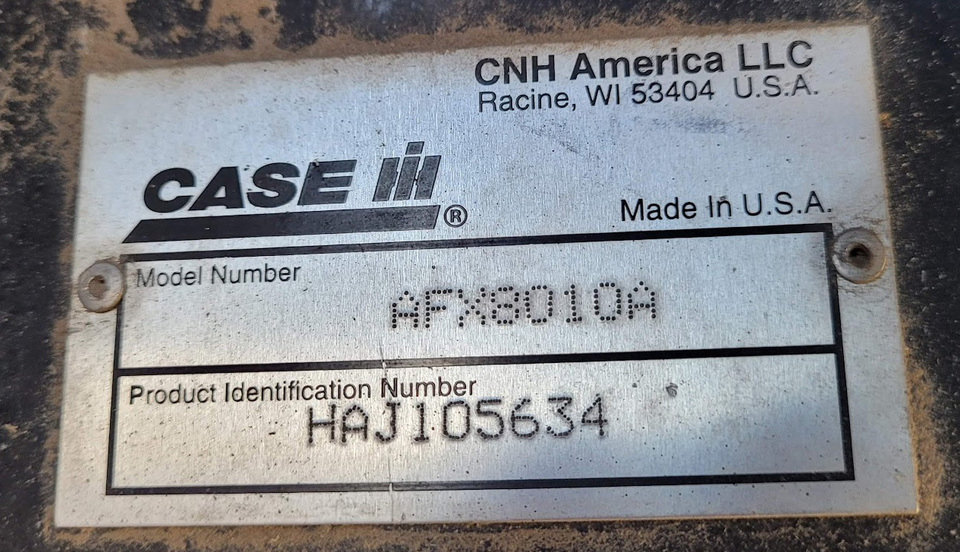 CNH America LLC
Racine, WI 53404 U.S.A.
CASE IH ®
Made In U.S.A.
Model Number
AFX8010A
Product Identification Number
HAJ105634